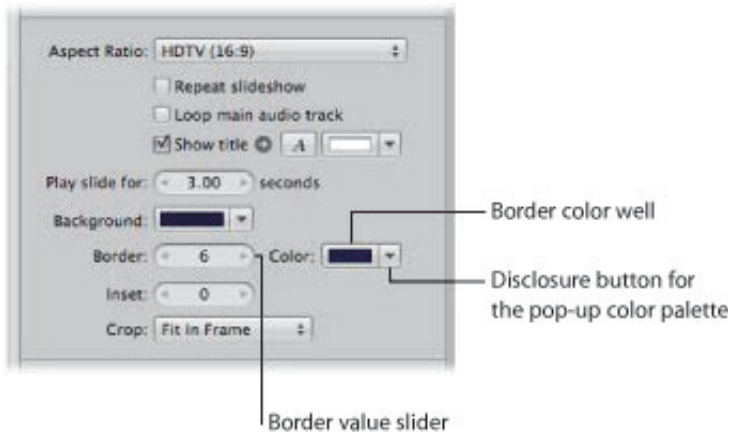 Aspect Ratio: HDTV (16:9)
Repeat slideshow
Loop main audio track
Show title A
Play slide for: 3.00 seconds
Background:
Border: 6 Color:
Inset: 0
Crop: Fit in Frame
Border color well
Disclosure button for
the pop-up color palette
Border value slider